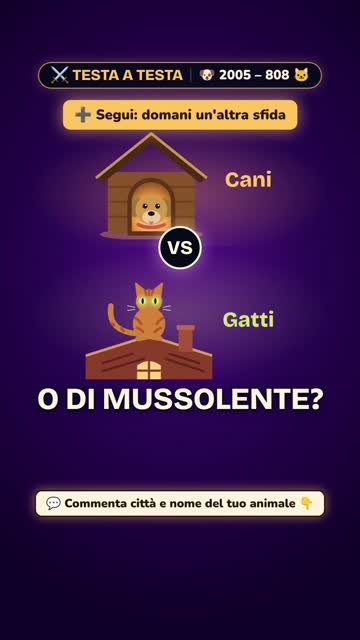 ⚔️ TESTA A TESTA | 🐶 2005 – 808 🐱
➕ Segui: domani un'altra sfida
Cani
VS
Gatti
O DI MUSSOLENTE?
💬 Commenta città e nome del tuo animale 👇